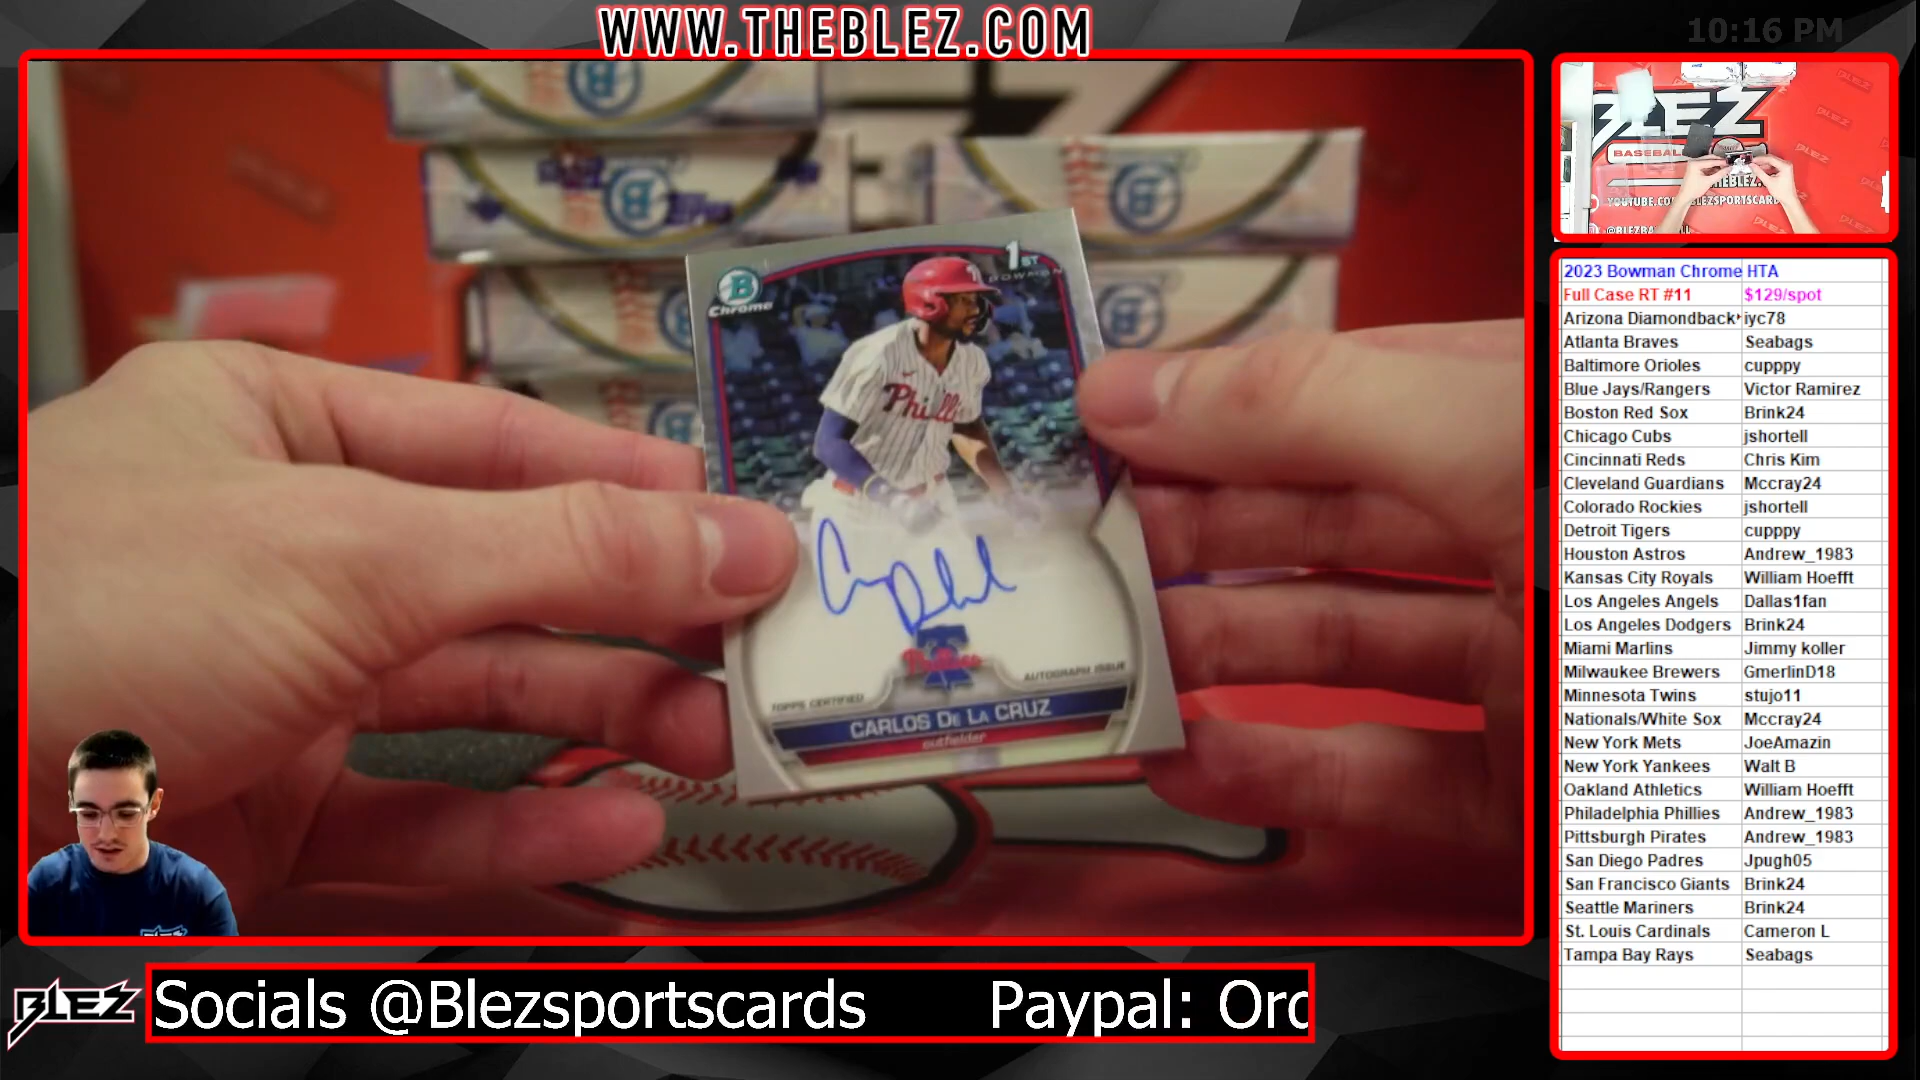 WWW.THEBLEZ.COM
10:16 PM
1ST
BOWMAN
B
Chrome
Phillies
Phillies
TOPPS CERTIFIED
AUTOGRAPH ISSUE
CARLOS DE LA CRUZ
outfielder
BLEZ
BASEBALL
THEBLEZ.
2023 Bowman Chrome HTA
Full Case RT #11 $129/spot
Arizona Diamondback iyc78
Atlanta Braves Seabags
Baltimore Orioles cupppy
Blue Jays/Rangers Victor Ramirez
Boston Red Sox Brink24
Chicago Cubs jshortell
Cincinnati Reds Chris Kim
Cleveland Guardians Mccray24
Colorado Rockies jshortell
Detroit Tigers cupppy
Houston Astros Andrew_1983
Kansas City Royals William Hoefft
Los Angeles Angels Dallas1fan
Los Angeles Dodgers Brink24
Miami Marlins Jimmy koller
Milwaukee Brewers GmerlinD18
Minnesota Twins stujo11
Nationals/White Sox Mccray24
New York Mets JoeAmazin
New York Yankees Walt B
Oakland Athletics William Hoefft
Philadelphia Phillies Andrew_1983
Pittsburgh Pirates Andrew_1983
San Diego Padres Jpugh05
San Francisco Giants Brink24
Seattle Mariners Brink24
St. Louis Cardinals Cameron L
Tampa Bay Rays Seabags
BLEZ
Socials @Blezsportscards Paypal: Orc